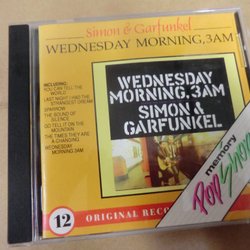 Simon & Garfunkel
WEDNESDAY MORNING, 3AM
INCLUDING:
YOU CAN TELL THE
WORLD
LAST NIGHT I HAD THE
STRANGEST DREAM
SPARROW
THE SOUND OF
SILENCE
GO TELL IT ON THE
MOUNTAIN
THE TIMES THEY ARE
A CHANGING
WEDNESDAY
MORNING, 3AM
WEDNESDAY
MORNING, 3AM
SIMON &
GARFUNKEL
memory
Pop
12
ORIGINAL